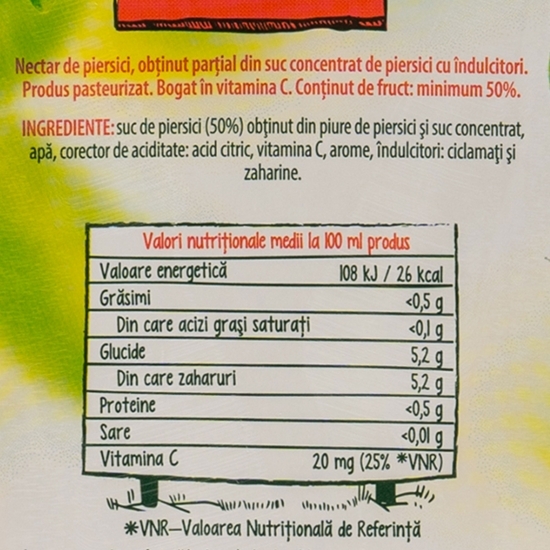 Nectar de piersici, obținut parțial din suc concentrat de piersici cu îndulcitori.
Produs pasteurizat. Bogat în vitamina C. Conținut de fruct: minimum 50%.
INGREDIENTE: suc de piersici (50%) obținut din piure de piersici și suc concentrat,
apă, corector de aciditate: acid citric, vitamina C, arome, îndulcitori: ciclamați și
zaharine.
Valori nutriționale medii la 100 ml produs
Valoare energetică 108 kJ / 26 kcal
Grăsimi <0,5 g
Din care acizi grași saturați <0,1 g
Glucide 5,2 g
Din care zaharuri 5,2 g
Proteine <0,5 g
Sare <0,01 g
Vitamina C 20 mg (25% *VNR)
*VNR–Valoarea Nutrițională de Referință